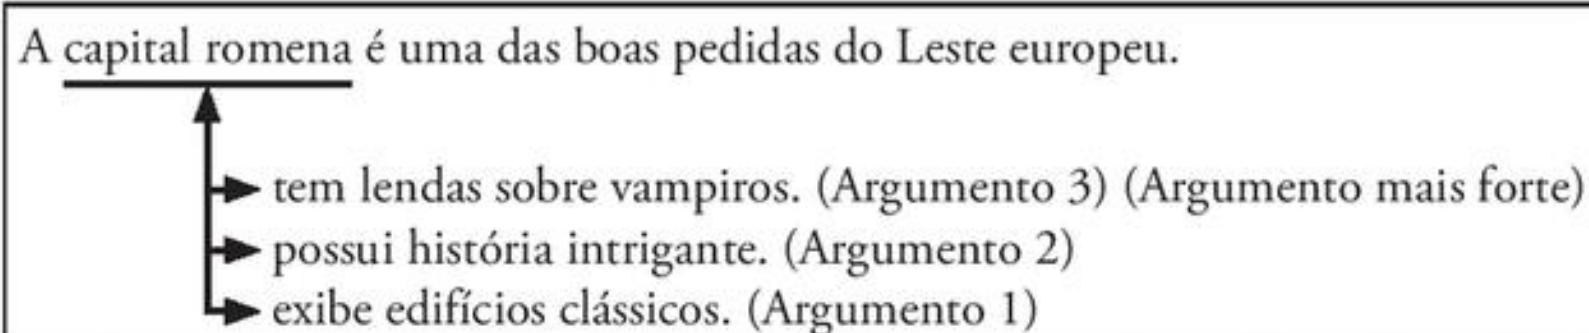 A capital romena é uma das boas pedidas do Leste europeu.
tem lendas sobre vampiros. (Argumento 3) (Argumento mais forte)
possui história intrigante. (Argumento 2)
exibe edifícios clássicos. (Argumento 1)